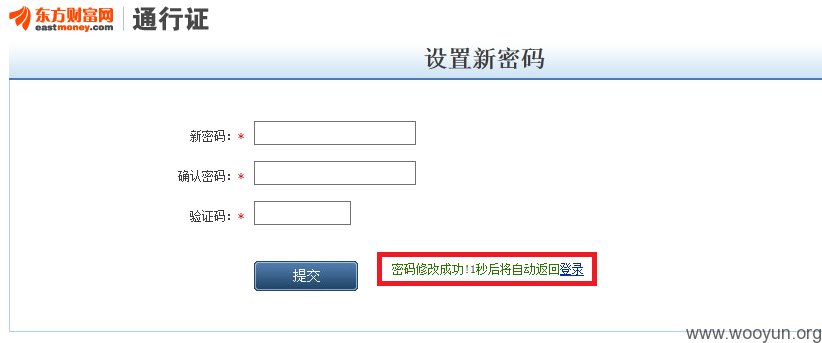 东方财富网 eastmoney.com 通行证
设置新密码
新密码：*
确认密码：*
验证码：*
提交 密码修改成功!1秒后将自动返回登录
www.wooyun.org